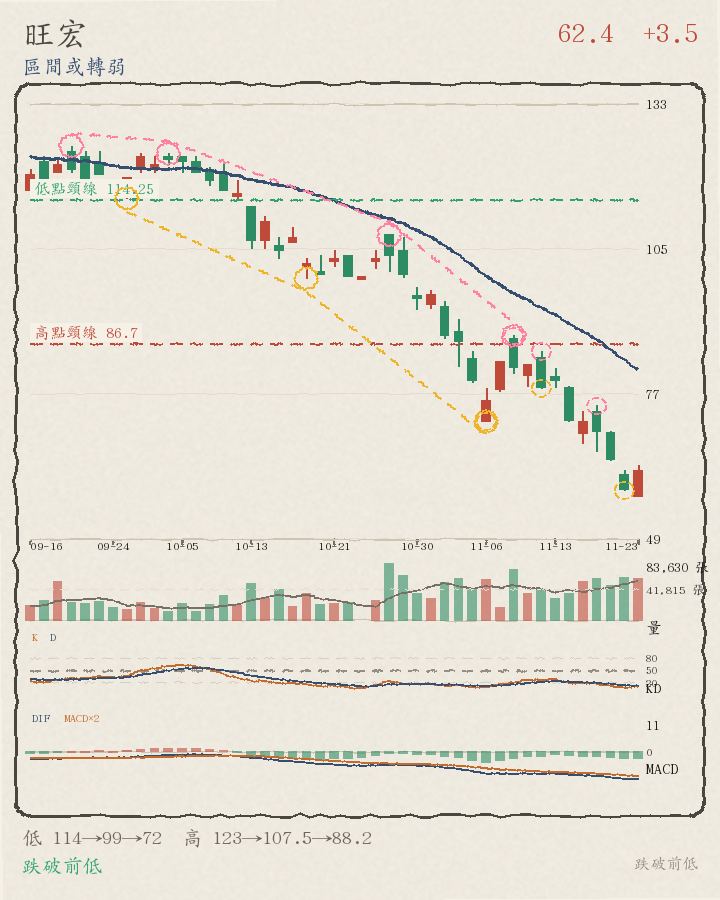 旺宏
62.4 +3.5
區間或轉弱
133
低點頸線 114.25
105
高點頸線 86.7
77
49
09-16 09-24 10-05 10-13 10-21 10-30 11-06 11-13 11-23
83,630 張
41,815 張
量
K D
80
50
20
KD
DIF MACD×2
11
0
MACD
低 114→99→72 高 123→107.5→88.2
跌破前低
跌破前低